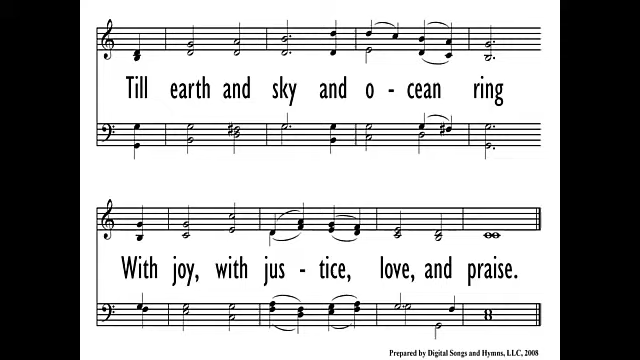 Till earth and sky and o - cean ring
With joy, with jus - tice, love, and praise.
Prepared by Digital Songs and Hymns, LLC, 2008